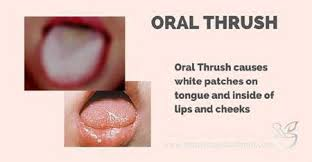 ORAL THRUSH
Oral Thrush causes
white patches on
tongue and inside of
lips and cheeks